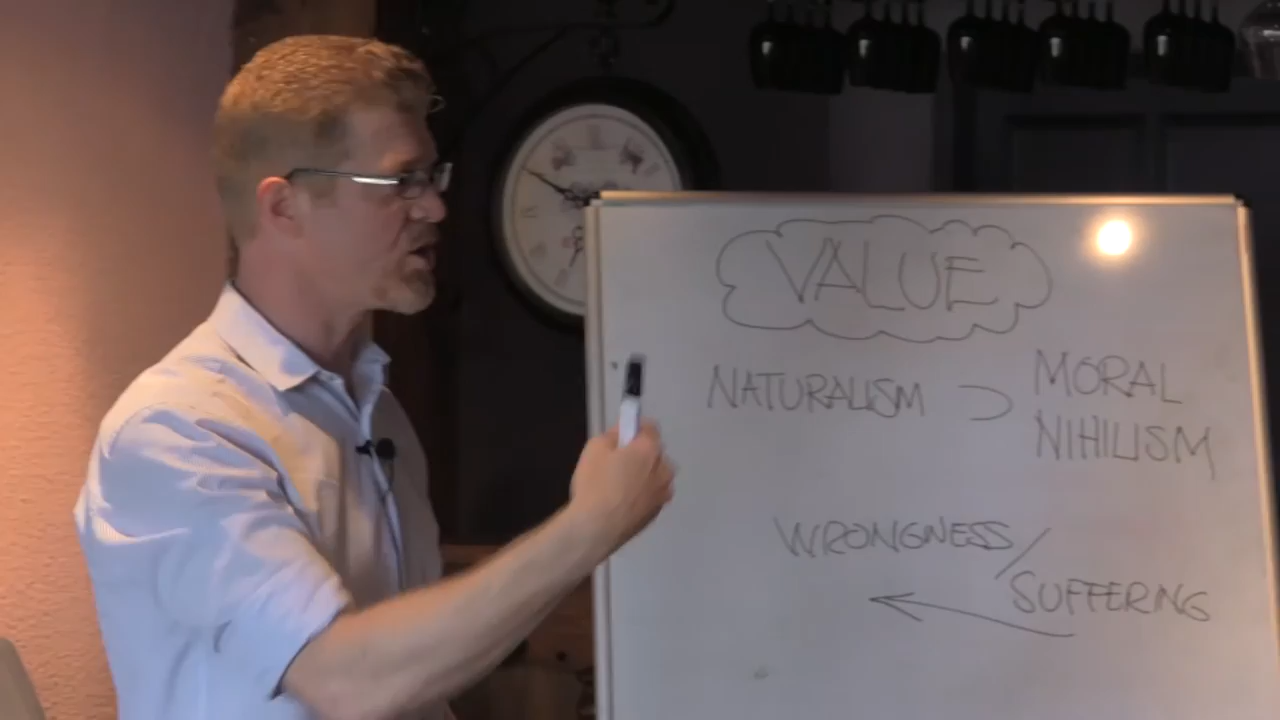 VALUE
NATURALISM ⊃ MORAL
NIHILISM
WRONGNESS/
SUFFERING